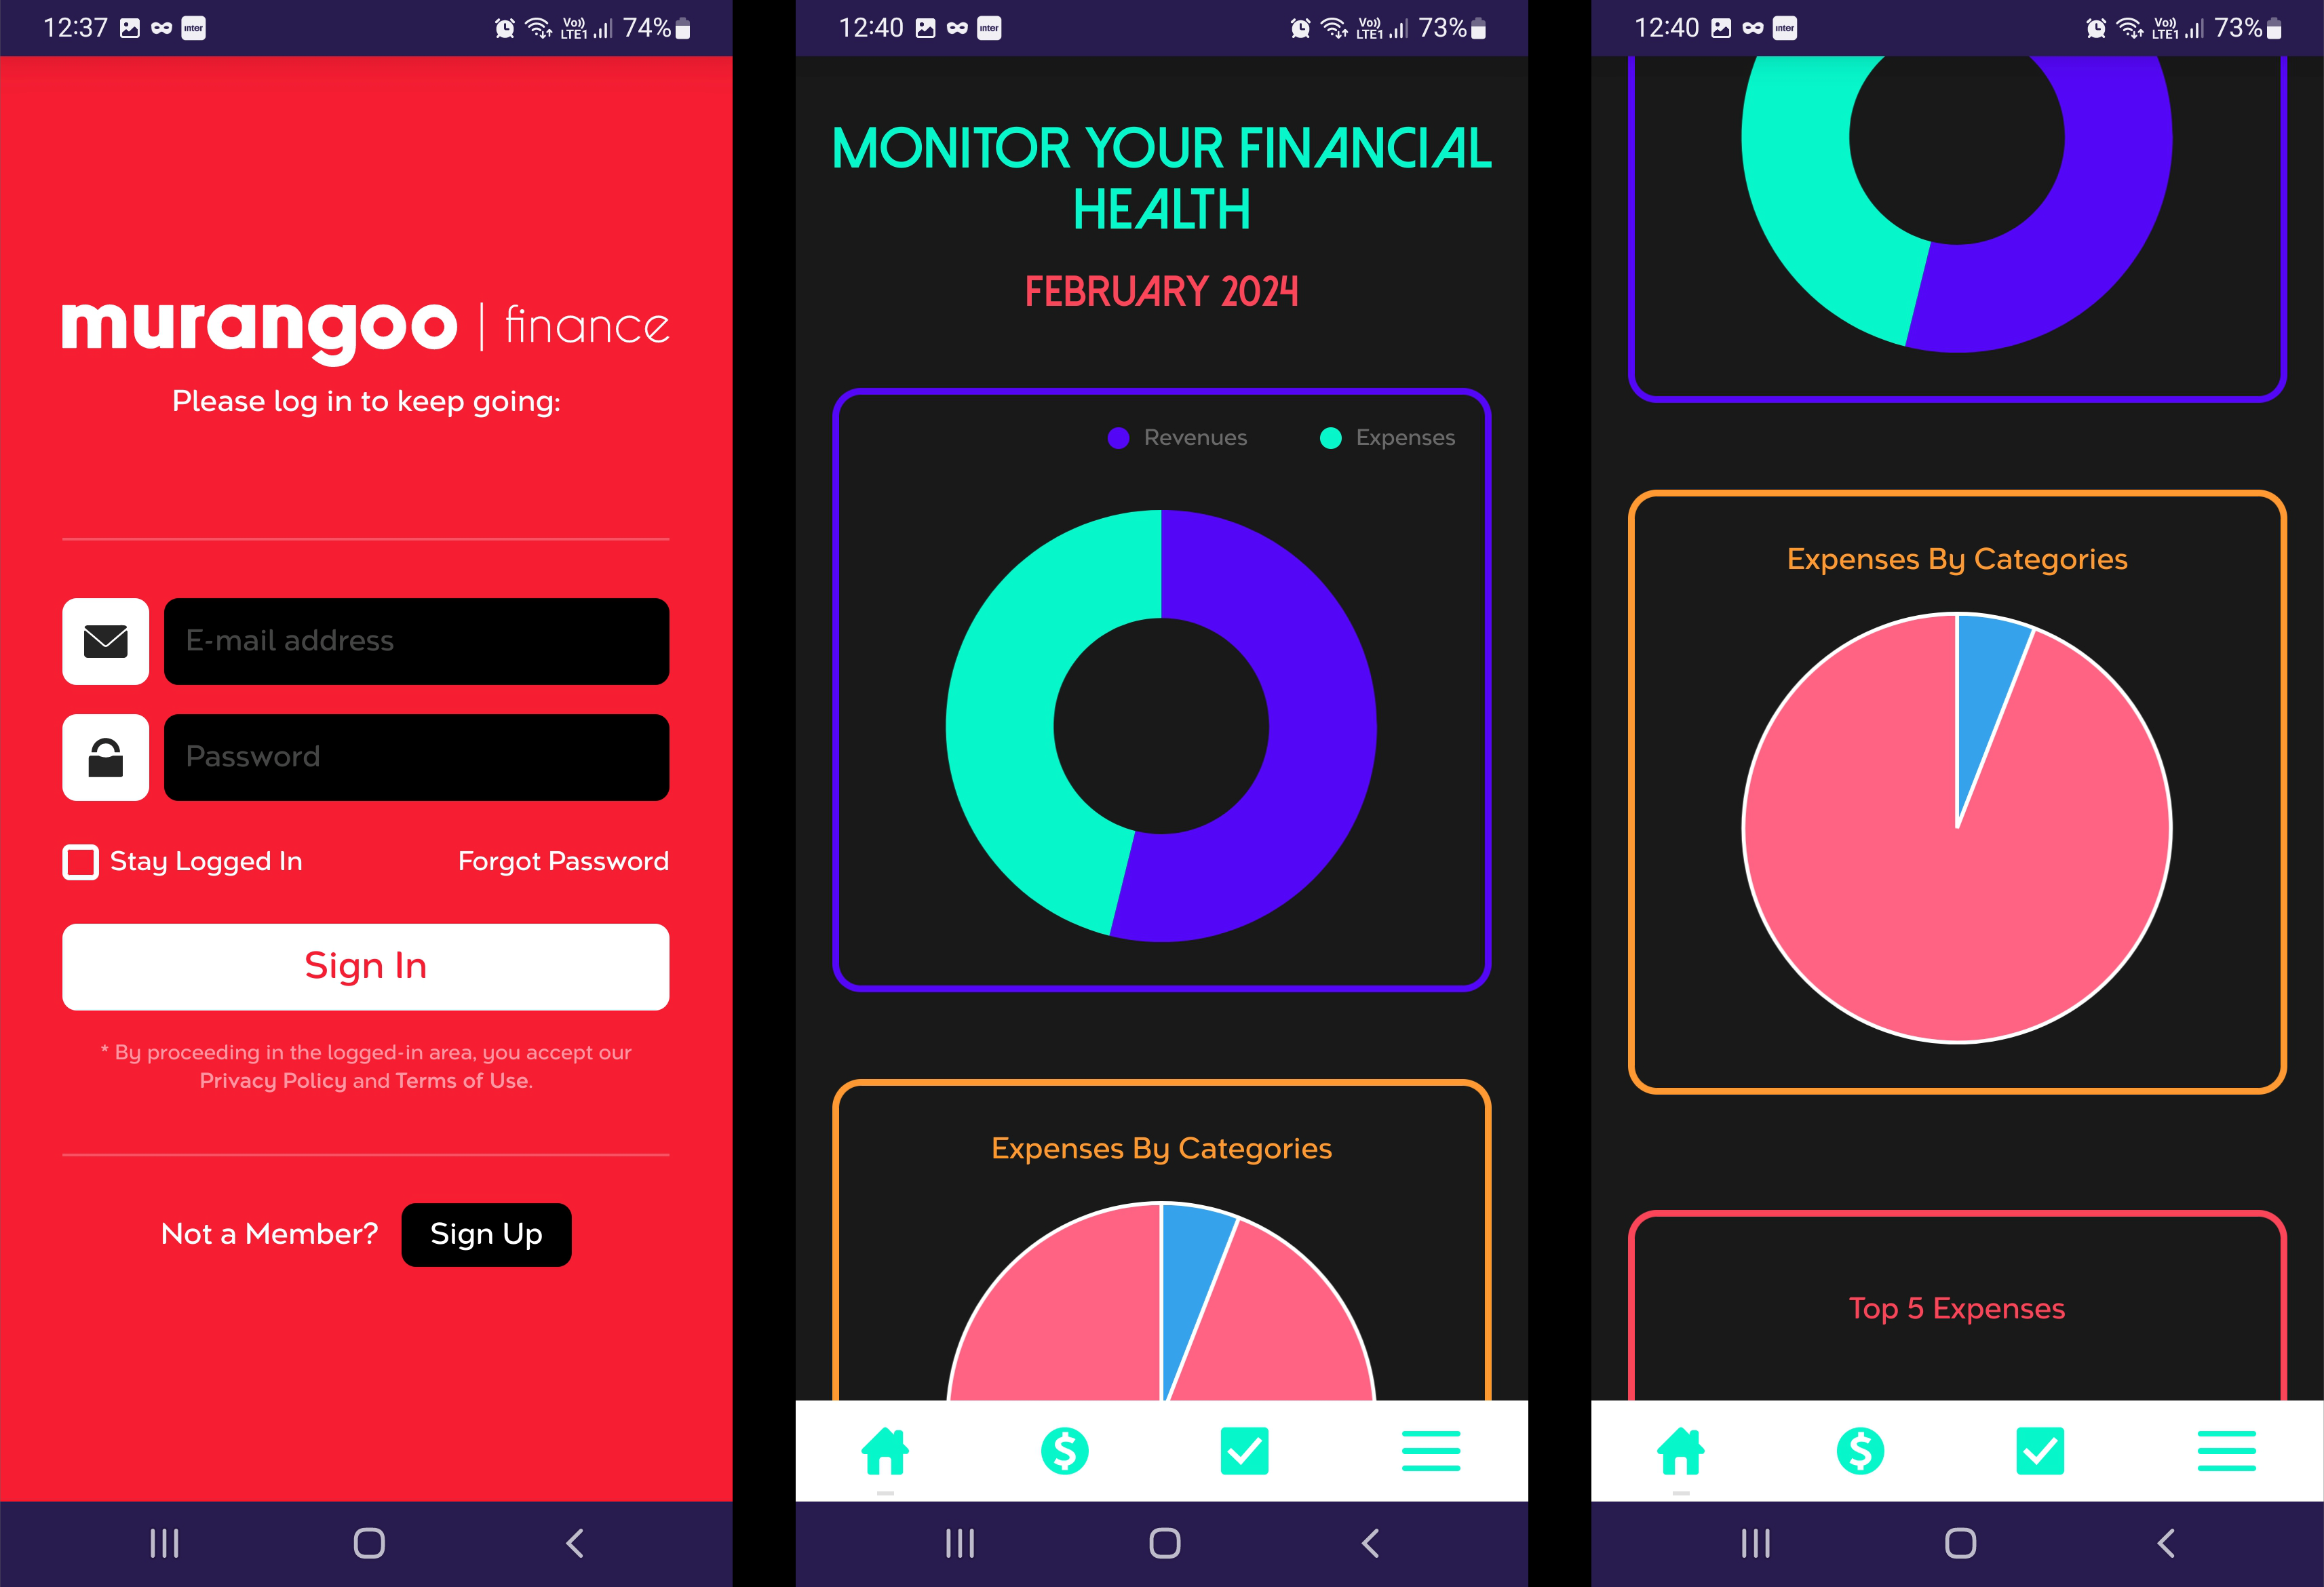 12:37
inter
Vo))
LTE1
74%
murangoo | finance
Please log in to keep going:
E-mail address
Password
Stay Logged In
Forgot Password
Sign In
* By proceeding in the logged-in area, you accept our
Privacy Policy and Terms of Use.
Not a Member?
Sign Up
12:40
inter
Vo))
LTE1
73%
MONITOR YOUR FINANCIAL
HEALTH
FEBRUARY 2024
Revenues
Expenses
Expenses By Categories
$
12:40
inter
Vo))
LTE1
73%
Expenses By Categories
Top 5 Expenses
$